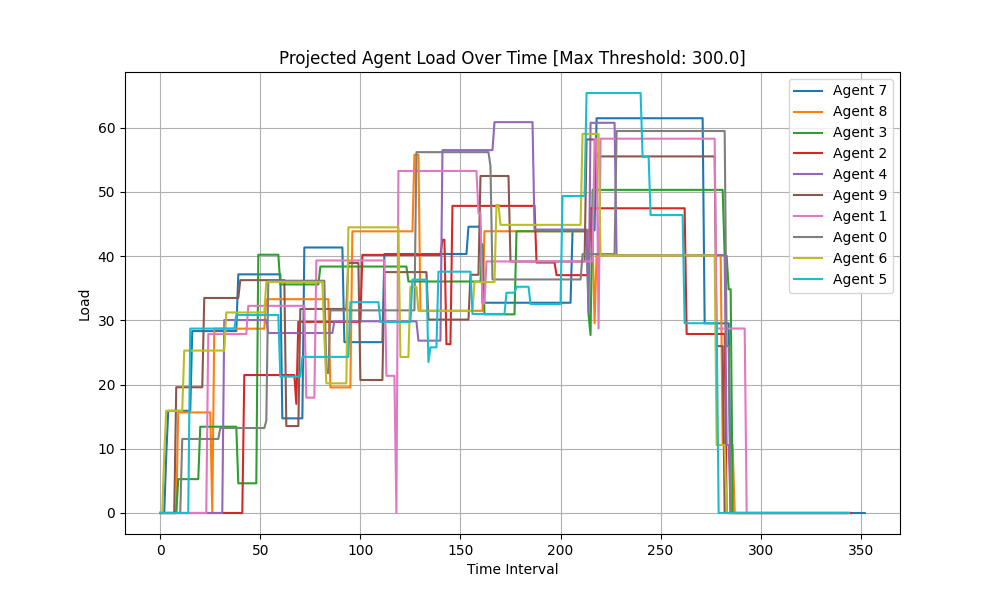 Projected Agent Load Over Time [Max Threshold: 300.0]
Load
60
50
40
30
20
10
0
0 50 100 150 200 250 300 350
Time Interval
Agent 7
Agent 8
Agent 3
Agent 2
Agent 4
Agent 9
Agent 1
Agent 0
Agent 6
Agent 5